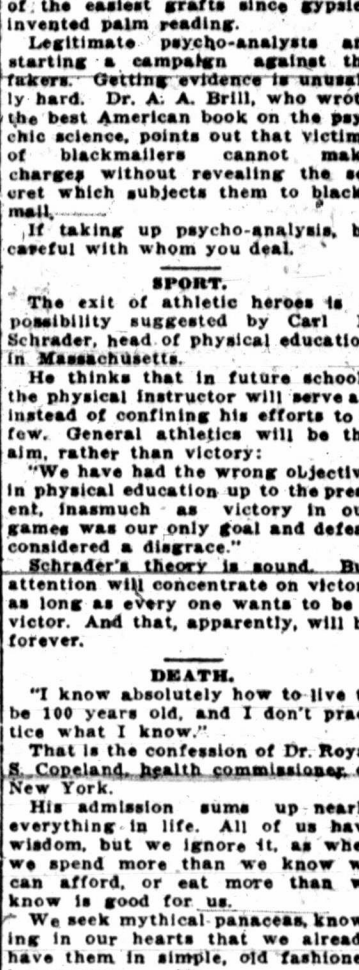 of the easiest grafts since gypsie
invented palm reading.
Legitimate psycho-analysts a
starting a campaign against th
fakers. Getting evidence is unusua
ly hard. Dr. A. A. Brill, who wrot
the best American book on the psy
chic science, points out that victim
of blackmailers cannot mak
charges without revealing the se
cret which subjects them to black
mail.
If taking up psycho-analysis, b
careful with whom you deal.
SPORT.
The exit of athletic heroes is
possibility suggested by Carl
Schrader, head of physical educatio
in Massachusetts.
He thinks that in future school
the physical instructor will serve a
instead of confining his efforts to
few. General athletics will be th
aim, rather than victory:
"We have had the wrong objectiv
in physical education up to the pres
ent, inasmuch as victory in ou
games was our only goal and defea
considered a disgrace."
Schrader's theory is sound. Bu
attention will concentrate on victor
as long as every one wants to be
victor. And that, apparently, will b
forever.
DEATH.
"I know absolutely how to live t
be 100 years old, and I don't prac
tice what I know."
That is the confession of Dr. Roya
S. Copeland, health commissioner, o
New York.
His admission sums up nearl
everything in life. All of us hav
wisdom, but we ignore it, as whe
we spend more than we know w
can afford, or eat more than w
know is good for us.
We seek mythical panaceas, know
ing in our hearts that we alread
have them in simple, old fashione